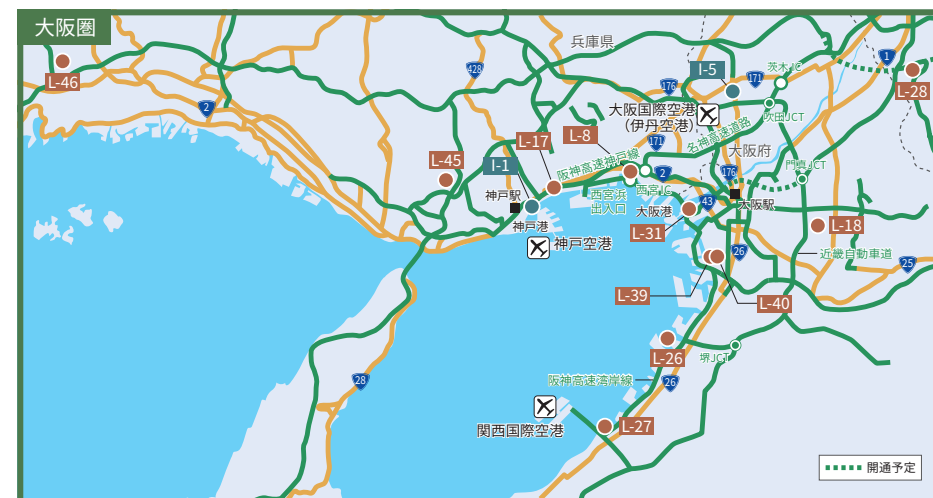 大阪圏
兵庫県
1
428
I-5
茨木JC
L-46
171
176
L-28
2
大阪国際空港
(伊丹空港)
吹田JCT
L-17
L-8
名神高速道路
171
大阪府
阪神高速神戸線
L-45
I-1
門真JCT
2
176
神戸駅
西宮浜
出入口
西宮JC
43
大阪港
大阪駅
神戸港
L-18
L-31
神戸空港
26
近畿自動車道
25
L-39
L-40
堺JCT
L-26
28
阪神高速湾岸線
26
関西国際空港
L-27
開通予定